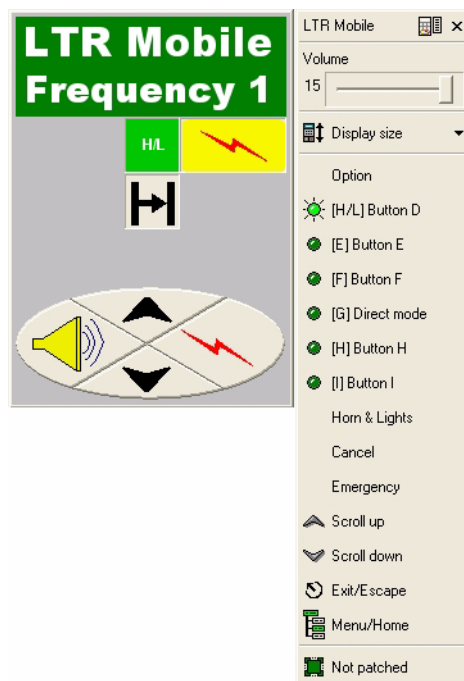 LTR Mobile
Frequency 1
H/L
LTR Mobile
Volume
15
Display size
Option
[H/L] Button D
[E] Button E
[F] Button F
[G] Direct mode
[H] Button H
[I] Button I
Horn & Lights
Cancel
Emergency
Scroll up
Scroll down
Exit/Escape
Menu/Home
Not patched